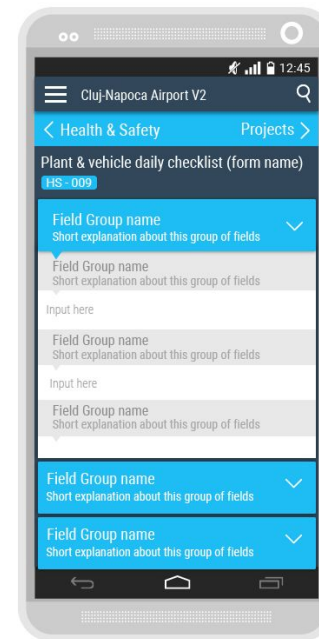 12:45
Cluj-Napoca Airport V2
Health & Safety Projects
Plant & vehicle daily checklist (form name)
HS - 009
Field Group name
Short explanation about this group of fields
Field Group name
Short explanation about this group of fields
Input here
Field Group name
Short explanation about this group of fields
Input here
Field Group name
Short explanation about this group of fields
Field Group name
Short explanation about this group of fields
Field Group name
Short explanation about this group of fields